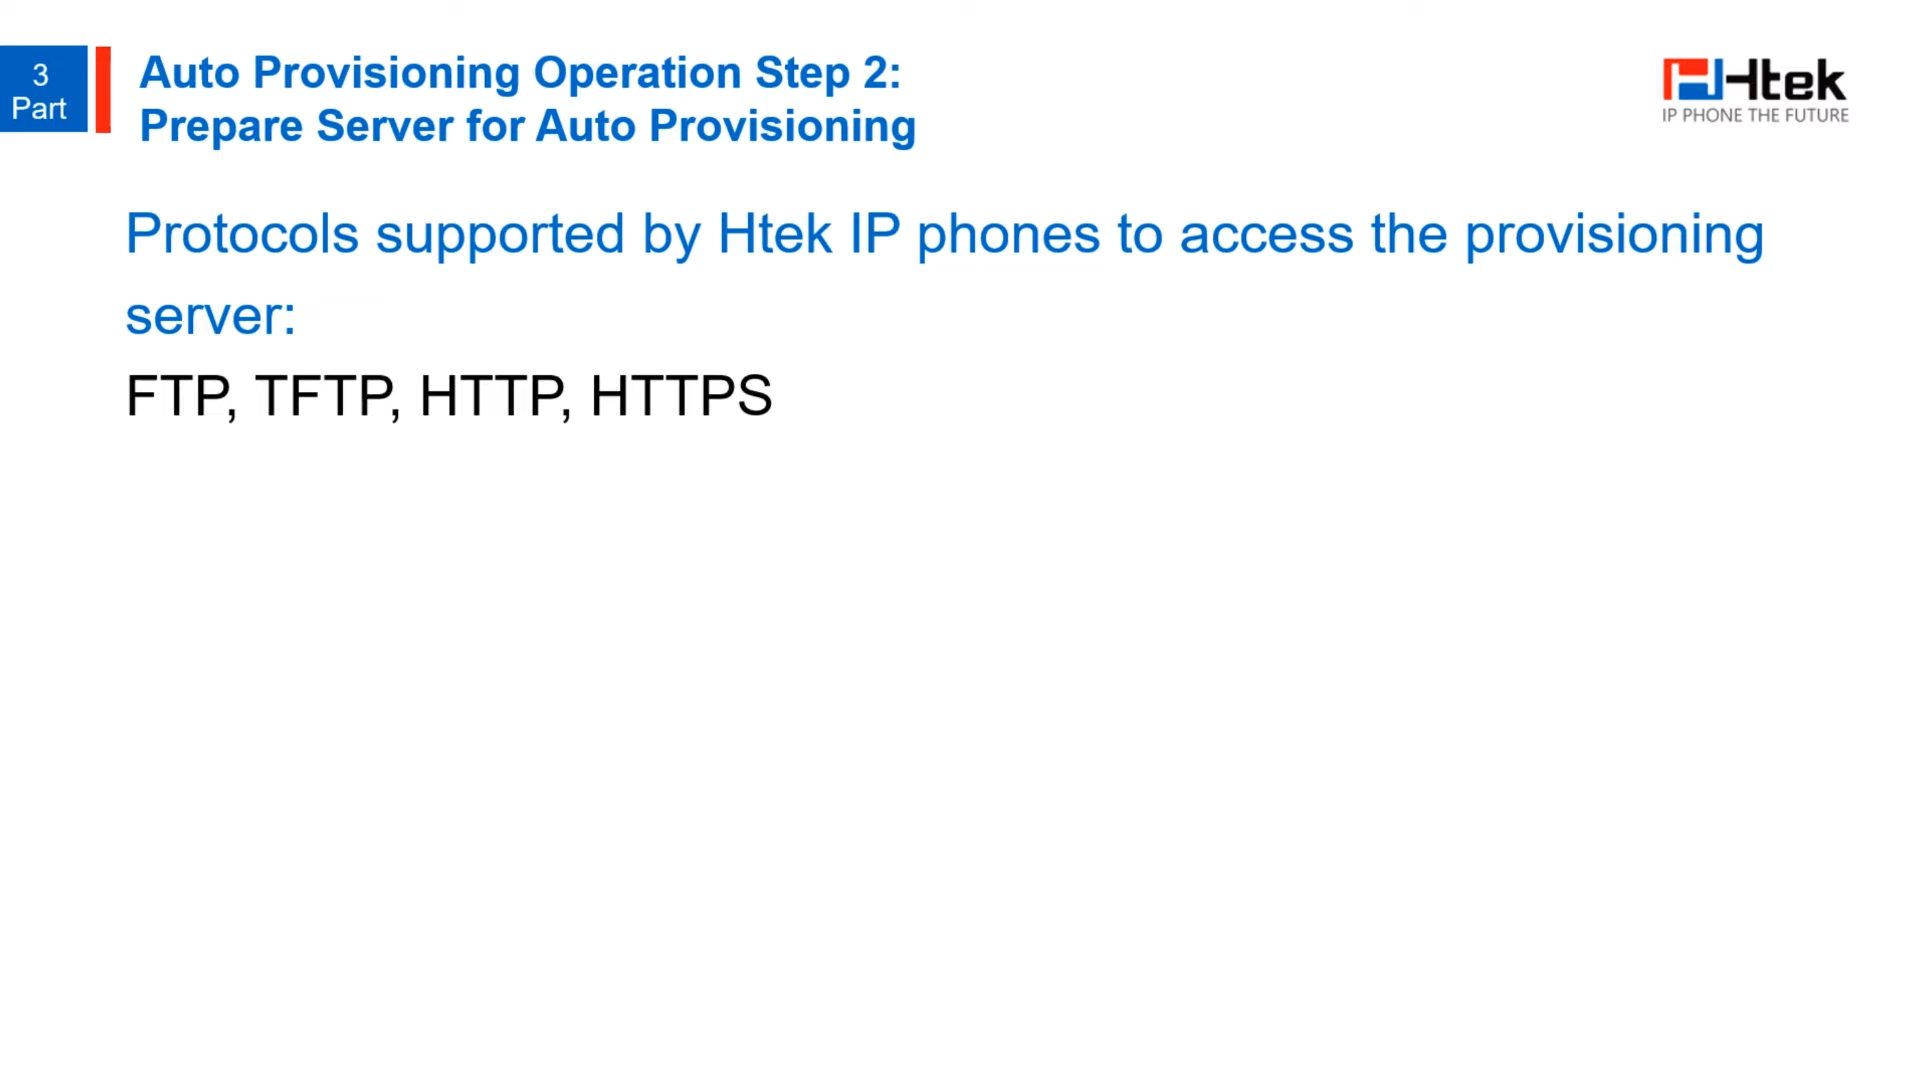 3
Part
Auto Provisioning Operation Step 2:
Prepare Server for Auto Provisioning
Htek
IP PHONE THE FUTURE
Protocols supported by Htek IP phones to access the provisioning
server:
FTP, TFTP, HTTP, HTTPS